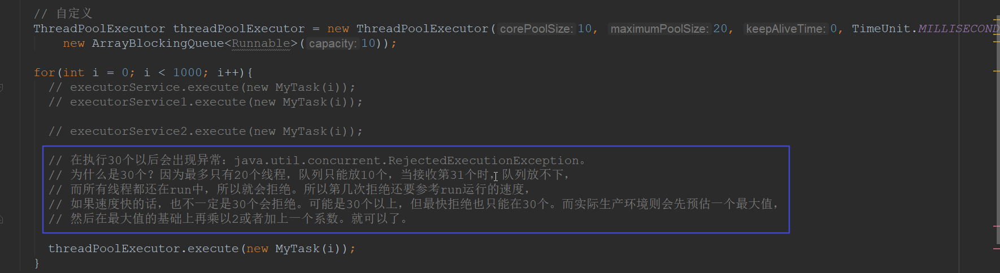 // 自定义
ThreadPoolExecutor threadPoolExecutor = new ThreadPoolExecutor( corePoolSize: 10, maximumPoolSize: 20, keepAliveTime: 0, TimeUnit.MILLISECOND
new ArrayBlockingQueue<Runnable>( capacity: 10));
for(int i = 0; i < 1000; i++){
// executorService.execute(new MyTask(i));
// executorService1.execute(new MyTask(i));
// executorService2.execute(new MyTask(i));
// 在执行30个以后会出现异常：java.util.concurrent.RejectedExecutionException。
// 为什么是30个？因为最多只有20个线程，队列只能放10个，当接收第31个时，队列放不下，
// 而所有线程都还在run中，所以就会拒绝。所以第几次拒绝还要参考run运行的速度，
// 如果速度快的话，也不一定是30个会拒绝。可能是30个以上，但最快拒绝也只能在30个。而实际生产环境则会先预估一个最大值，
// 然后在最大值的基础上再乘以2或者加上一个系数。就可以了。
threadPoolExecutor.execute(new MyTask(i));
}